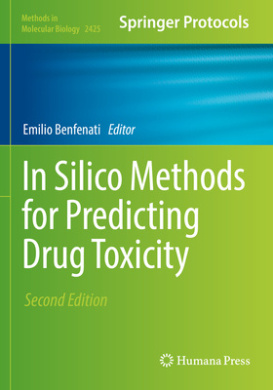 Methods in
Molecular Biology 2425
Springer Protocols
Emilio Benfenati Editor
In Silico Methods
for Predicting
Drug Toxicity
Second Edition
Humana Press